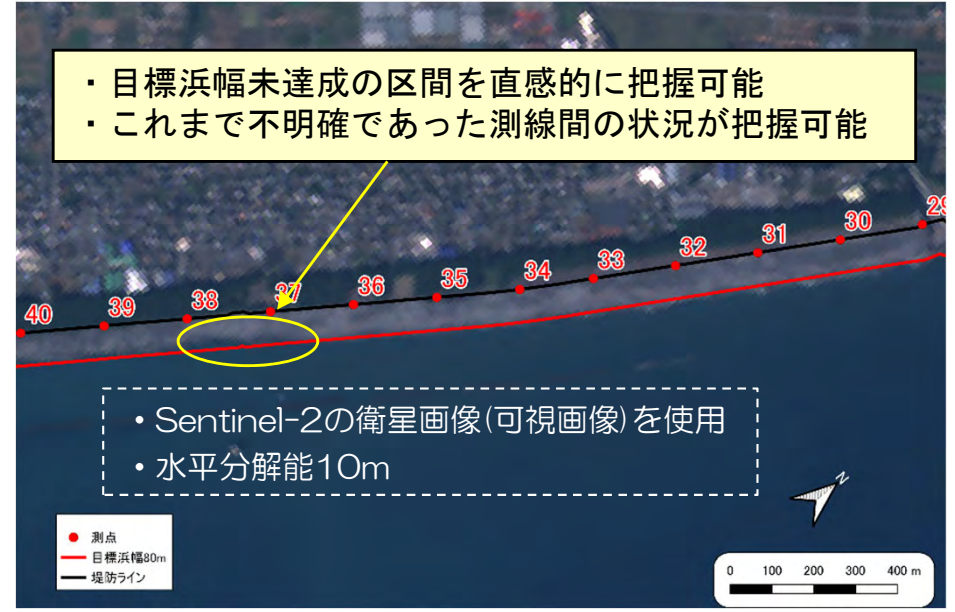 ・目標浜幅未達成の区間を直感的に把握可能
・これまで不明確であった測線間の状況が把握可能
29
30
31
32
33
34
35
36
37
38
39
40
・Sentinel-2の衛星画像(可視画像)を使用
・水平分解能10m
N
測点
目標浜幅80m
堤防ライン
0 100 200 300 400 m